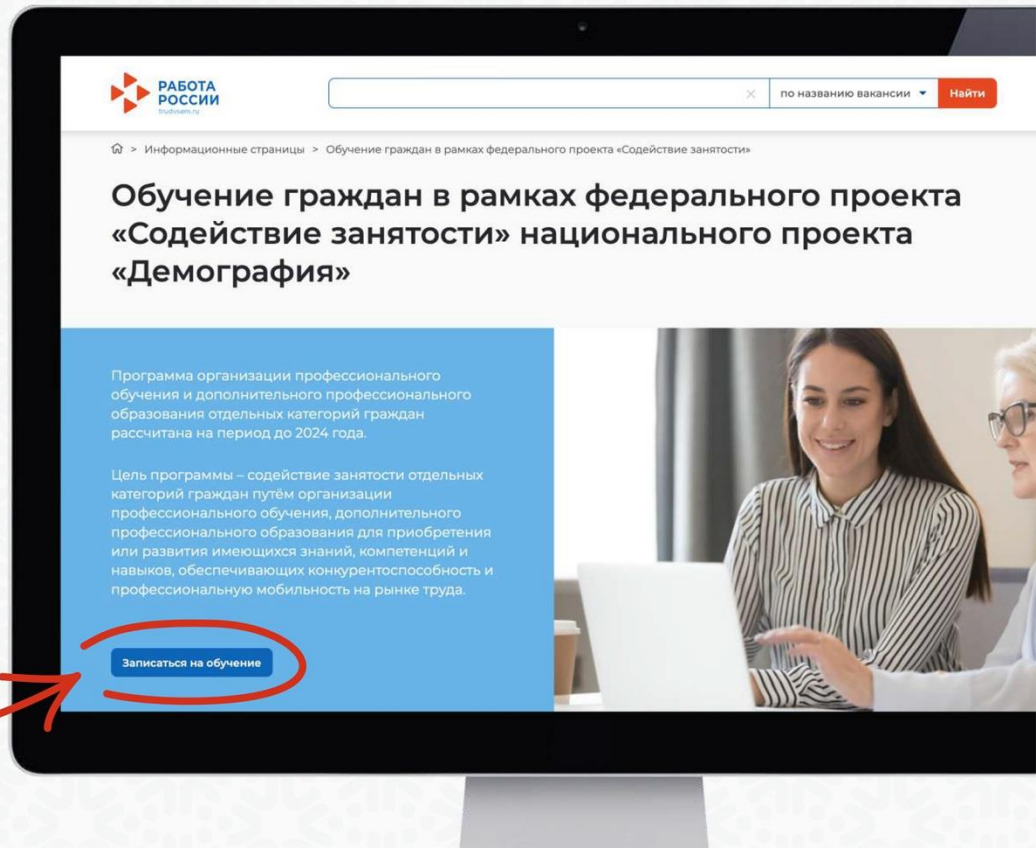 РАБОТА
РОССИИ
trudvsem.ru
по названию вакансии
Найти
> Информационные страницы > Обучение граждан в рамках федерального проекта «Содействие занятости»
Обучение граждан в рамках федерального проекта
«Содействие занятости» национального проекта
«Демография»
Программа организации профессионального
обучения и дополнительного профессионального
образования отдельных категорий граждан
рассчитана на период до 2024 года.
Цель программы – содействие занятости отдельных
категорий граждан путём организации
профессионального обучения, дополнительного
профессионального образования для приобретения
или развития имеющихся знаний, компетенций и
навыков, обеспечивающих конкурентоспособность и
профессиональную мобильность на рынке труда.
Записаться на обучение